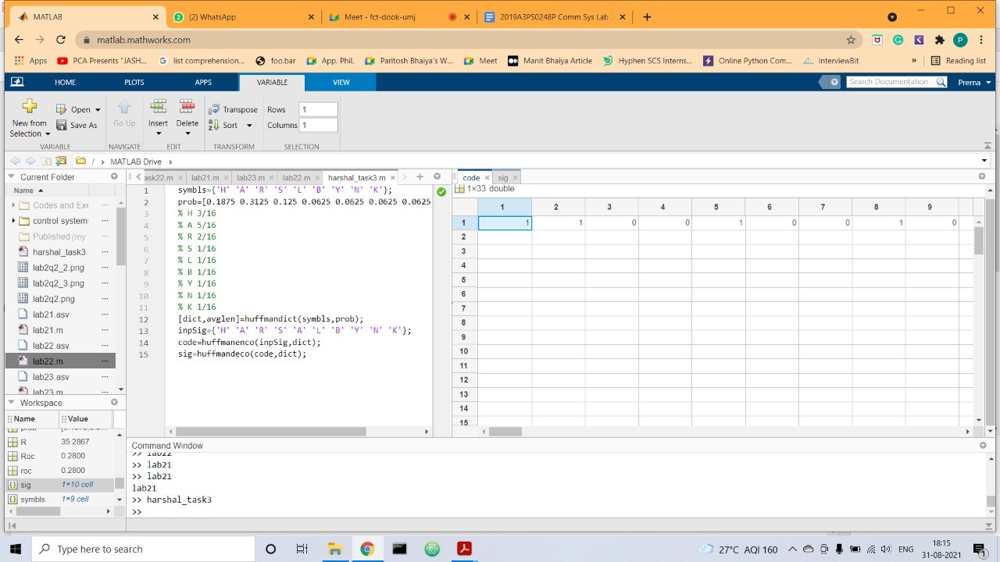 MATLAB
(2) WhatsApp
Meet - fct-dook-umj
2019A3PS0248P Comm Sys Lab
matlab.mathworks.com
Apps PCA Presents "JASH... list comprehension... foo.bar App. Phil. Paritosh Bhaiya's W... Meet Manit Bhaiya Article Hyphen SCS Interns... Online Python Com... InterviewBit » Reading list
HOME PLOTS APPS VARIABLE VIEW Search Documentation Prerna
New from Selection
Open
Save As
Go Up
Insert
Delete
Transpose
Sort
Rows 1
Columns 1
VARIABLE NAVIGATE EDIT TRANSFORM SELECTION
/ › MATLAB Drive ›
Current Folder
Name
Codes and Exe
control system
Published (my
harshal_task3.
lab2q2_2.png
lab2q2_3.png
lab2q2.png
lab21.asv
lab21.m
lab22.asv
lab22.m
lab23.asv
lab23.m
Workspace
Name Value
prob
R 35.2867
Roc 0.2800
roc 0.2800
sig 1×10 cell
symbls 1×9 cell
ask22.m lab21.m lab23.m lab22.m harshal_task3.m
1 symbls={'H' 'A' 'R' 'S' 'L' 'B' 'Y' 'N' 'K'};
2 prob=[0.1875 0.3125 0.125 0.0625 0.0625 0.0625 0.0625
3 % H 3/16
4 % A 5/16
5 % R 2/16
6 % S 1/16
7 % L 1/16
8 % B 1/16
9 % Y 1/16
10 % N 1/16
11 % K 1/16
12 [dict,avglen]=huffmandict(symbls,prob);
13 inpSig={'H' 'A' 'R' 'S' 'A' 'L' 'B' 'Y' 'N' 'K'};
14 code=huffmanenco(inpSig,dict);
15 sig=huffmandeco(code,dict);
code sig
1×33 double
1 2 3 4 5 6 7 8 9
1 1 1 0 0 1 0 0 1 0
2
3
4
5
6
7
8
9
10
11
12
13
14
15
Command Window
>> lab22
>> lab21
>> lab21
lab21
>> harshal_task3
>>
Type here to search
27°C AQI 160
ENG
18:15
31-08-2021
1